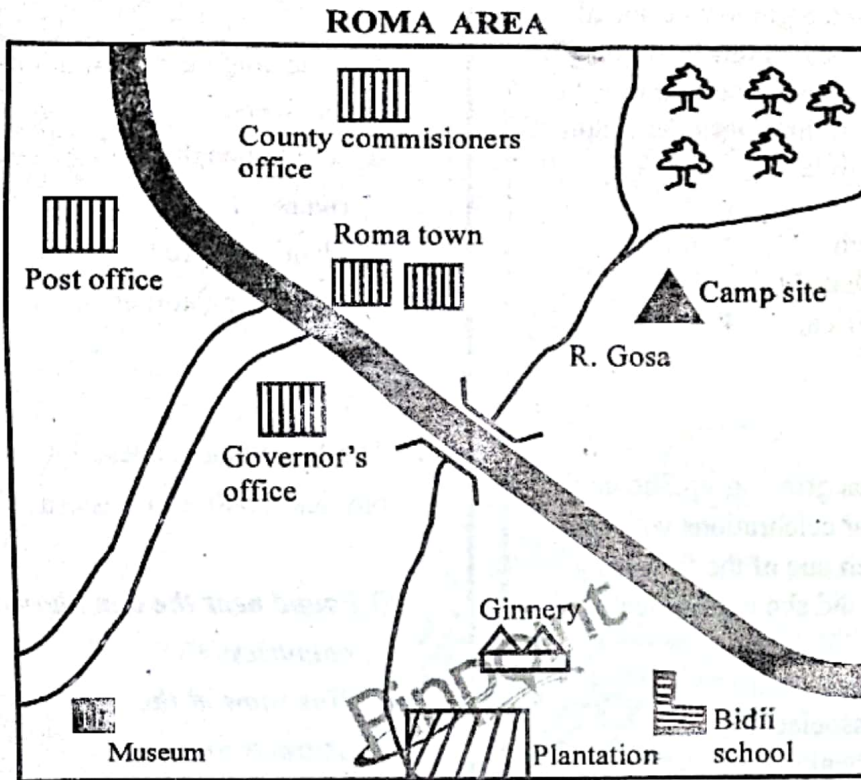 ROMA AREA
County commisioners
office
Roma town
Post office
Camp site
R. Gosa
Governor's
office
Ginnery
Pinpoint
Museum
Plantation
Bidii
school